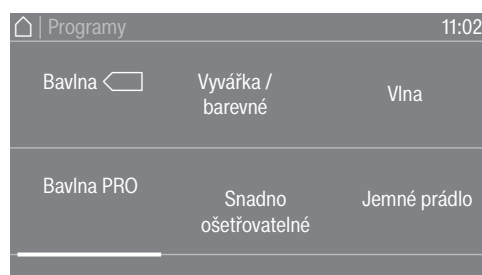 Programy 11:02
Bavlna
Vyvářka /
barevné
Vlna
Bavlna PRO
Snadno
ošetřovatelné
Jemné prádlo